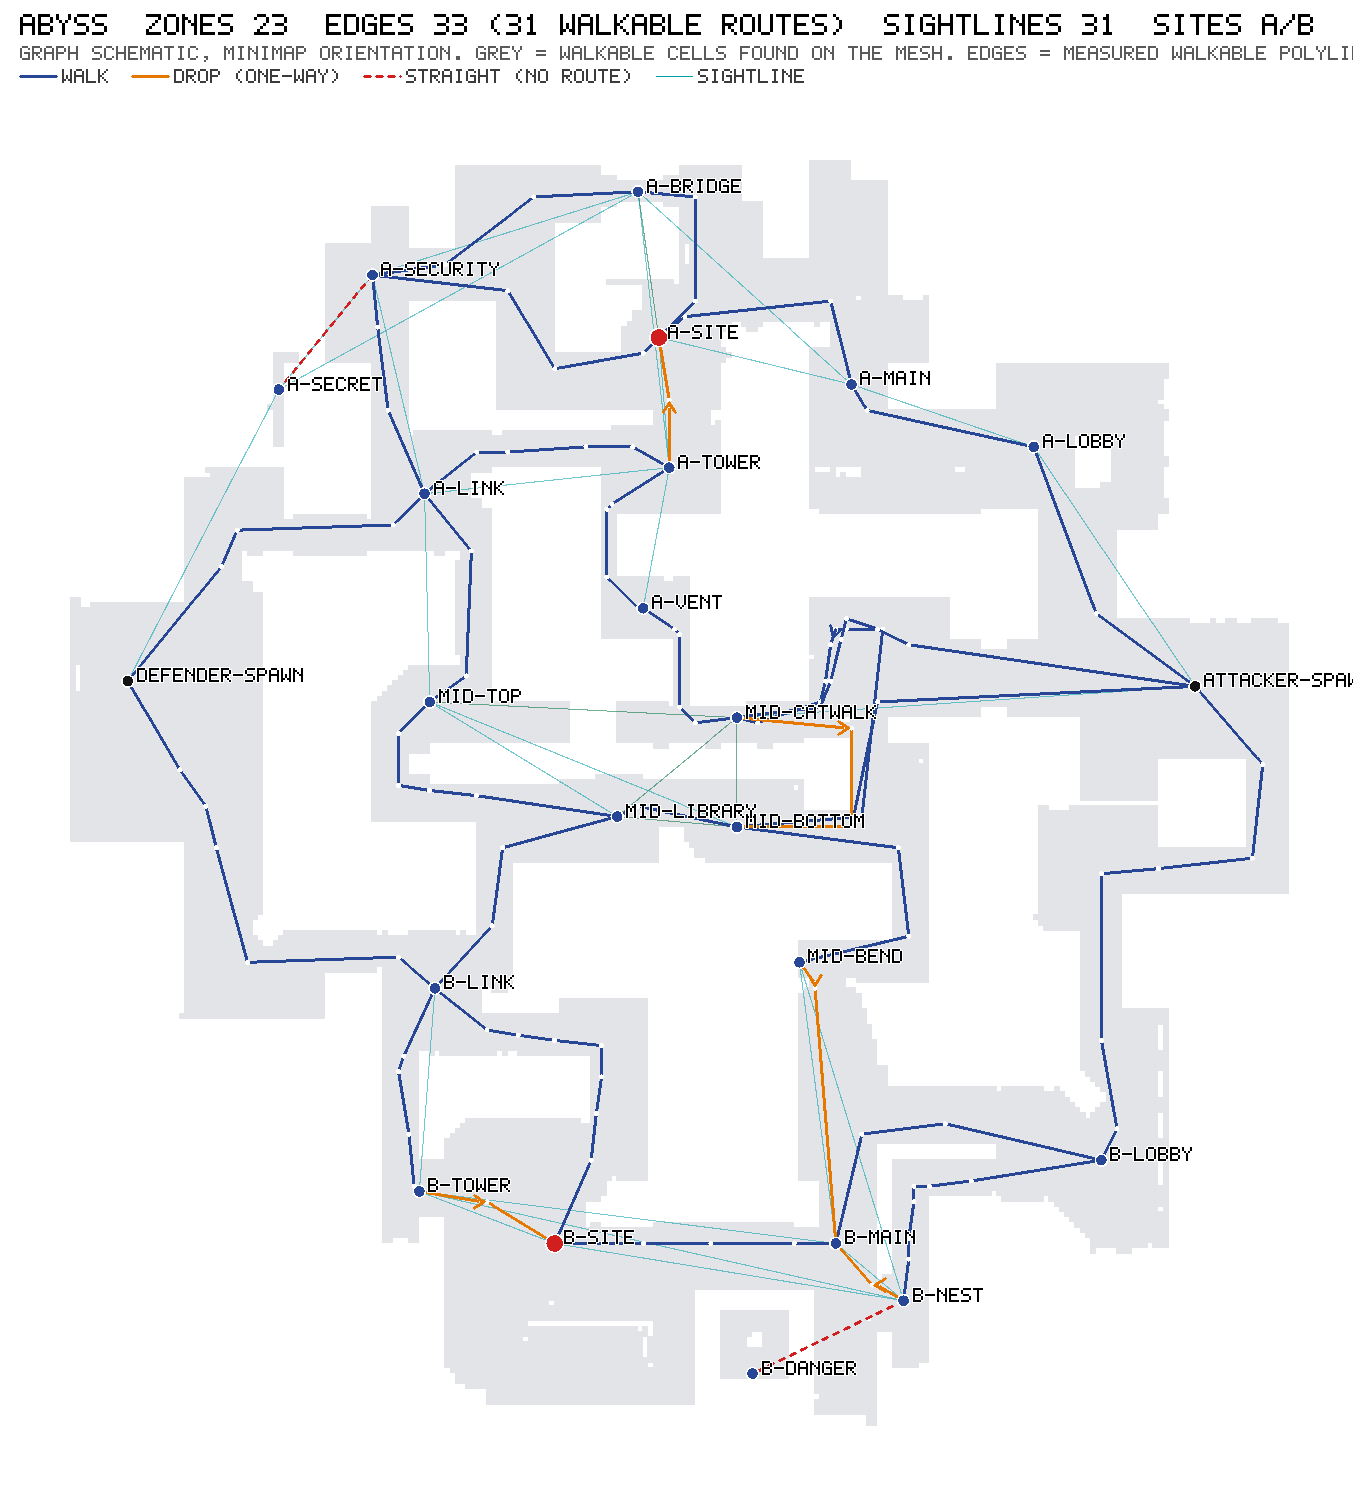 ABYSS  ZONES 23  EDGES 33 (31 WALKABLE ROUTES)  SIGHTLINES 31  SITES A/B
GRAPH SCHEMATIC, MINIMAP ORIENTATION. GREY = WALKABLE CELLS FOUND ON THE MESH. EDGES = MEASURED WALKABLE
WALK DROP (ONE-WAY) STRAIGHT (NO ROUTE) SIGHTLINE
A-BRIDGE
A-SECURITY
A-SITE
A-MAIN
A-SECRET
A-LOBBY
A-TOWER
A-LINK
A-VENT
DEFENDER-SPAWN
ATTACKER-SPAW
MID-TOP
MID-CATWALK
MID-LIBRARY
MID-BOTTOM
MID-BEND
B-LINK
B-LOBBY
B-TOWER
B-SITE
B-MAIN
B-NEST
B-DANGER